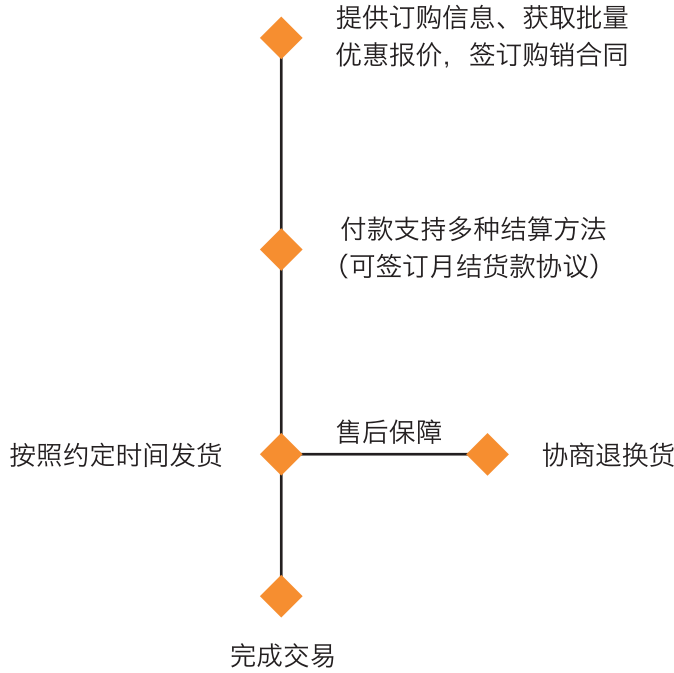 提供订购信息、获取批量
优惠报价，签订购销合同
付款支持多种结算方法
（可签订月结货款协议）
售后保障
按照约定时间发货
协商退换货
完成交易